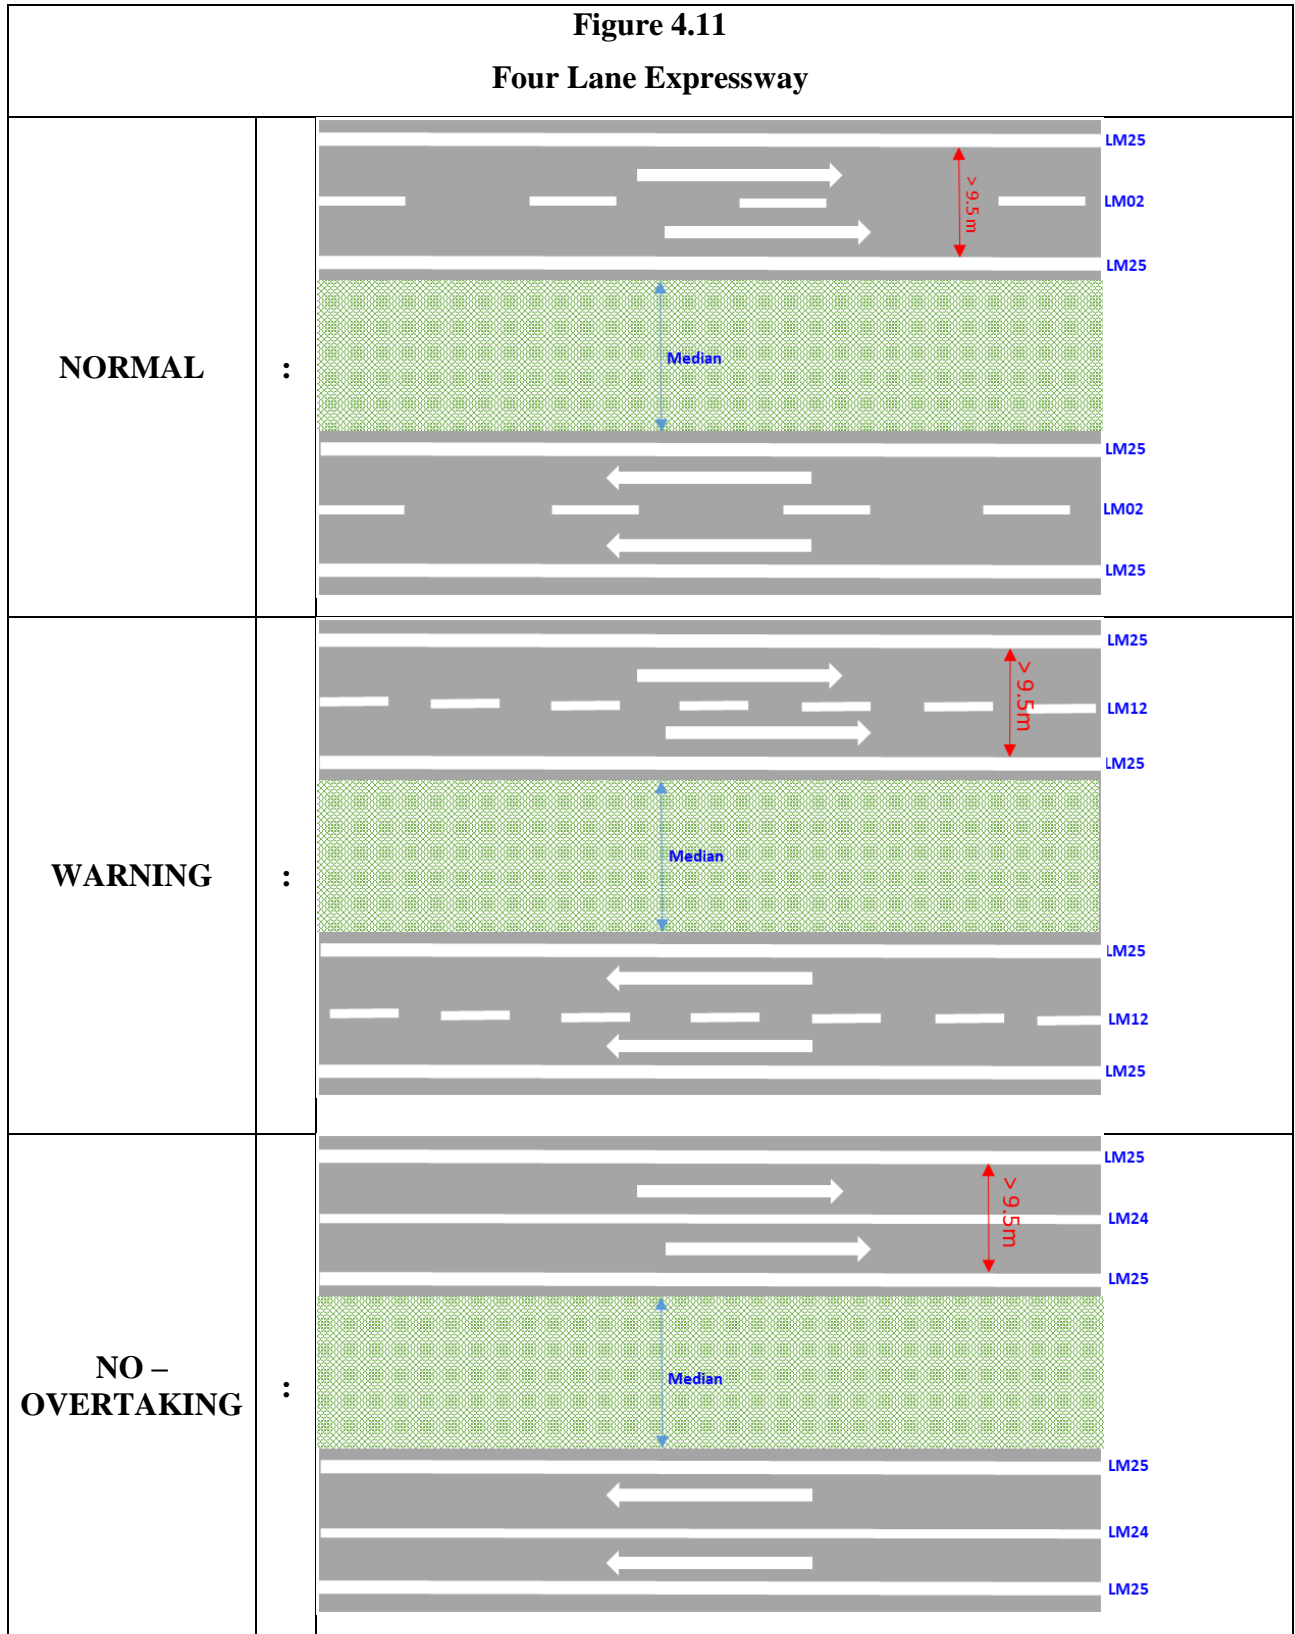 Figure 4.11
Four Lane Expressway
NORMAL :
LM25
> 9.5m
LM02
LM25
Median
LM25
LM02
LM25
WARNING :
LM25
> 9.5m
LM12
LM25
Median
LM25
LM12
LM25
NO –
OVERTAKING :
LM25
> 9.5m
LM24
LM25
Median
LM25
LM24
LM25